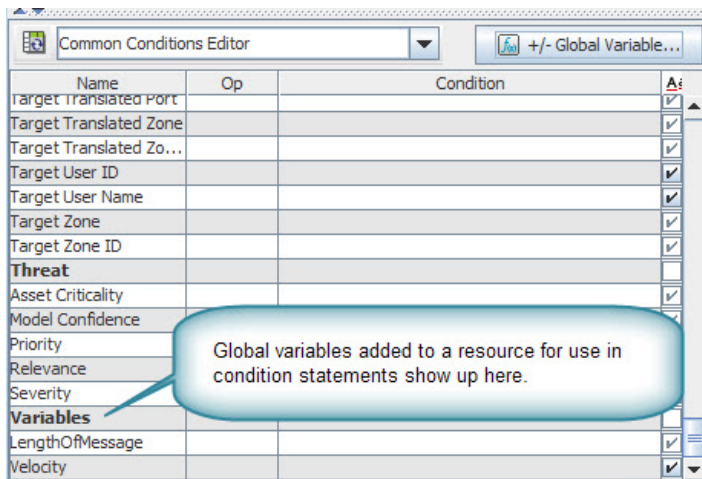 Common Conditions Editor
+/- Global Variable...
Name Op Condition
Target Translated Port
Target Translated Zone
Target Translated Zo...
Target User ID
Target User Name
Target Zone
Target Zone ID
Threat
Asset Criticality
Model Confidence
Priority
Relevance
Severity
Global variables added to a resource for use in
condition statements show up here.
Variables
LengthOfMessage
Velocity